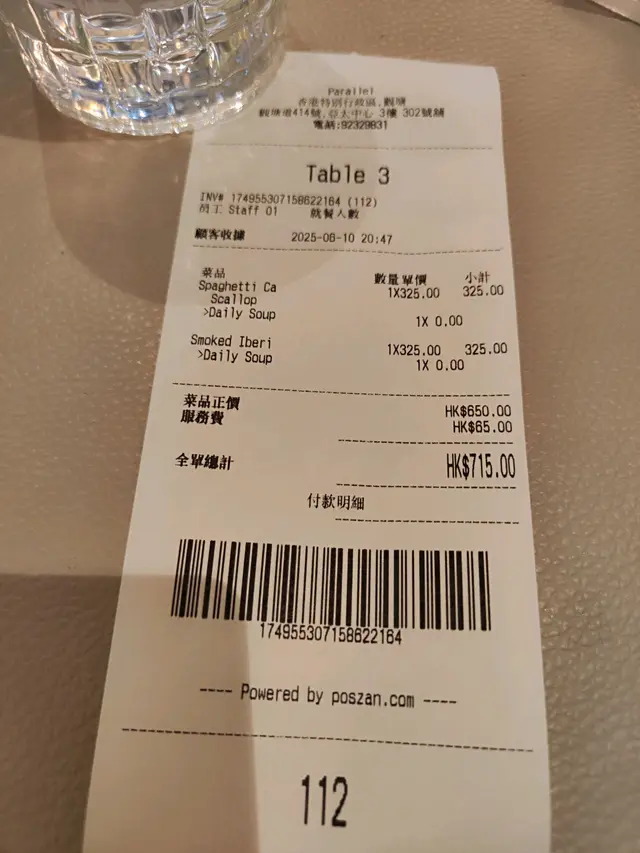 Parallel
香港特別行政區,觀塘
觀塘道414號,亞太中心 3樓 302號舖
電話:92329831
Table 3
INV# 174955307158622164 (112)
員工 Staff 01 就餐人數
顧客收據 2025-06-10 20:47
菜品 數量單價 小計
Spaghetti Ca 1X325.00 325.00
Scallop
>Daily Soup 1X 0.00
Smoked Iberi 1X325.00 325.00
>Daily Soup 1X 0.00
菜品正價 HK$650.00
服務費 HK$65.00
全單總計 HK$715.00
付款明細
174955307158622164
---- Powered by poszan.com ----
112